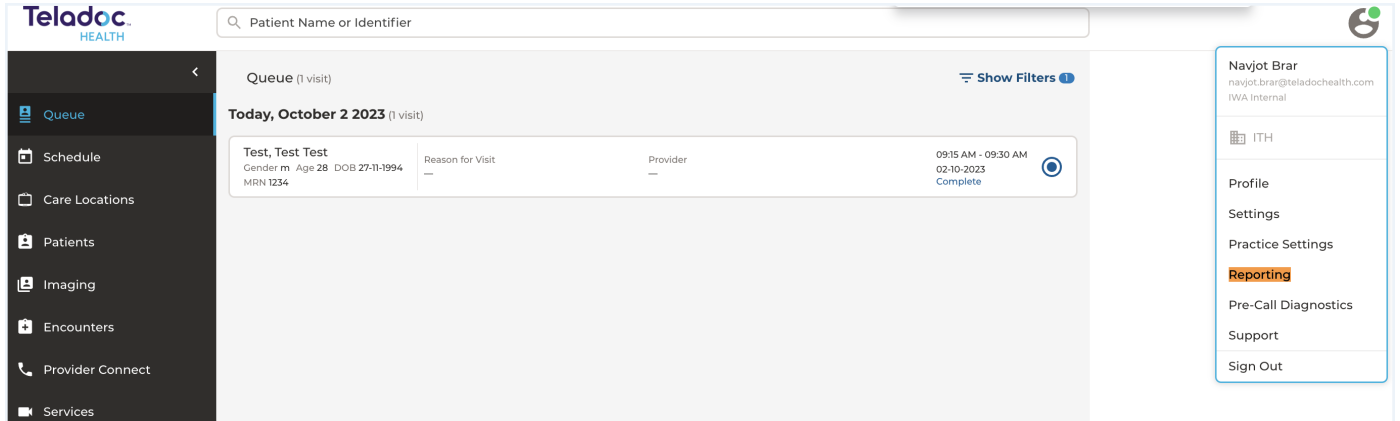 Teladoc™
HEALTH
Patient Name or Identifier
Queue
Schedule
Care Locations
Patients
Imaging
Encounters
Provider Connect
Services
Queue (1 visit)
Show Filters 1
Today, October 2 2023 (1 visit)
Test, Test Test
Gender m Age 28 DOB 27-11-1994
MRN 1234
Reason for Visit
—
Provider
—
09:15 AM - 09:30 AM
02-10-2023
Complete
Navjot Brar
navjot.brar@teladochealth.com
IWA Internal
ITH
Profile
Settings
Practice Settings
Reporting
Pre-Call Diagnostics
Support
Sign Out